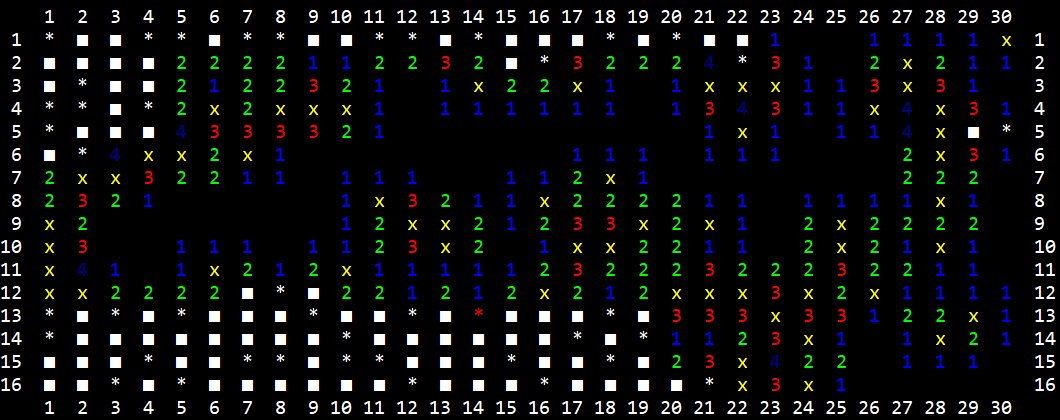 1 2 3 4 5 6 7 8 9 10 11 12 13 14 15 16 17 18 19 20 21 22 23 24 25 26 27 28 29 30
1 * ■ ■ * * ■ * * ■ ■ * * ■ * ■ ■ ■ * ■ * ■ ■ 1 1 1 1 1 x 1
2 ■ ■ ■ ■ 2 2 2 2 1 1 2 2 3 2 ■ * 3 2 2 2 4 * 3 1 2 x 2 1 1 2
3 ■ * ■ ■ 2 1 2 2 3 2 1 1 x 2 2 x 1 1 x x x 1 1 3 x 3 1 3
4 * * ■ * 2 x 2 x x x 1 1 1 1 1 1 1 1 3 4 3 1 1 x 4 x 3 1 4
5 * ■ ■ ■ 4 3 3 3 3 2 1 1 x 1 1 1 4 x ■ * 5
6 ■ * 4 x x 2 x 1 1 1 1 1 1 1 2 x 3 1 6
7 2 x x 3 2 2 1 1 1 1 1 1 1 2 x 1 2 2 2 7
8 2 3 2 1 1 x 3 2 1 1 x 2 2 2 2 1 1 1 1 1 1 x 1 8
9 x 2 1 2 x x 2 1 2 3 3 x 2 x 1 2 x 2 2 2 2 9
10 x 3 1 1 1 1 1 2 3 x 2 1 x x 2 2 1 1 2 x 2 1 x 1 10
11 x 4 1 1 x 2 1 2 x 1 1 1 1 1 2 3 2 2 2 3 2 2 2 3 2 2 1 1 11
12 x x 2 2 2 2 ■ * ■ 2 2 1 2 1 2 x 2 1 2 x x x 3 x 2 x 1 1 1 1 12
13 * ■ * ■ * ■ ■ ■ * ■ ■ * ■ * ■ ■ ■ * ■ 3 3 3 x 3 3 1 2 2 x 1 13
14 * ■ ■ ■ ■ ■ ■ ■ ■ * ■ ■ ■ ■ ■ ■ * ■ * 1 1 2 3 x 1 1 x 2 1 14
15 ■ ■ ■ * ■ ■ * * ■ * * ■ ■ ■ * ■ ■ * ■ 2 3 x 4 2 2 1 1 1 15
16 ■ ■ * ■ * ■ ■ ■ ■ ■ ■ * ■ ■ ■ * ■ ■ ■ ■ * x 3 x 1 16
1 2 3 4 5 6 7 8 9 10 11 12 13 14 15 16 17 18 19 20 21 22 23 24 25 26 27 28 29 30